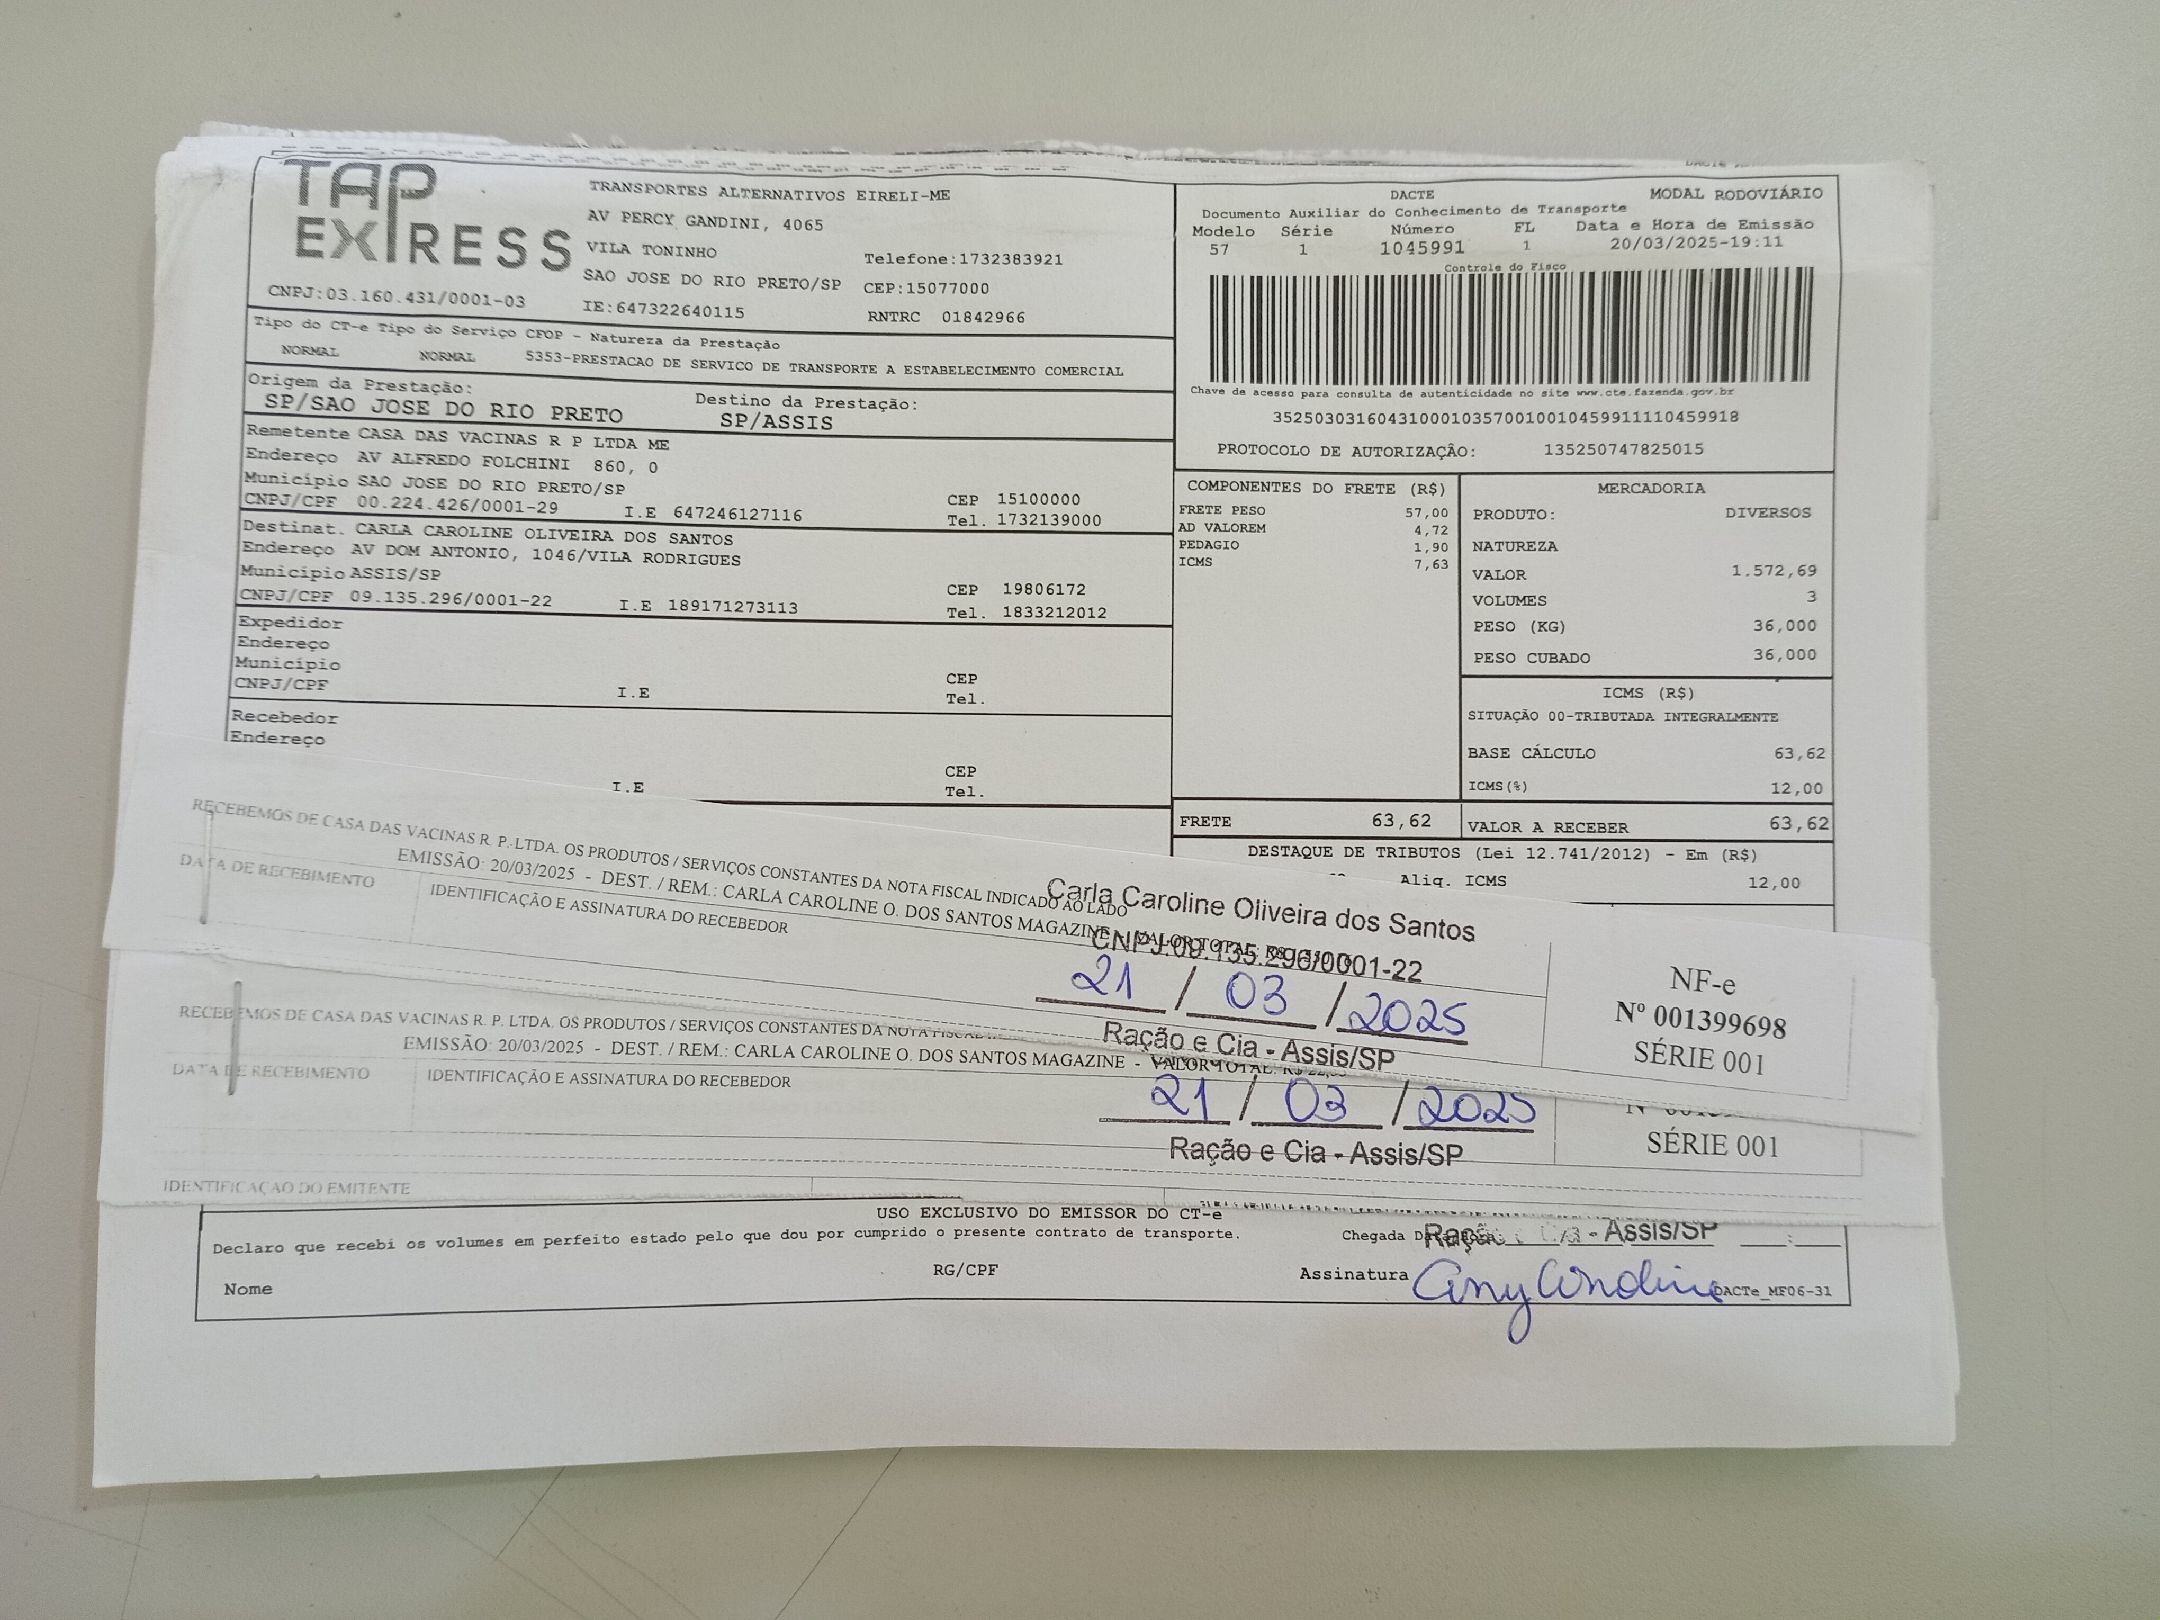 TAP
EXPRESS
TRANSPORTES ALTERNATIVOS EIRELI-ME
AV PERCY GANDINI, 4065
VILA TONINHO
Telefone:1732383921
SAO JOSE DO RIO PRETO/SP CEP:15077000
CNPJ:03.160.431/0001-03 IE:647322640115 RNTRC 01842966
Tipo do CT-e Tipo do Serviço CFOP - Natureza da Prestação
NORMAL NORMAL 5353-PRESTACAO DE SERVICO DE TRANSPORTE A ESTABELECIMENTO COMERCIAL
Origem da Prestação: Destino da Prestação:
SP/SAO JOSE DO RIO PRETO SP/ASSIS
Remetente CASA DAS VACINAS R P LTDA ME
Endereço AV ALFREDO FOLCHINI 860, 0
Município SAO JOSE DO RIO PRETO/SP CEP 15100000
CNPJ/CPF 00.224.426/0001-29 I.E 647246127116 Tel. 1732139000
Destinat. CARLA CAROLINE OLIVEIRA DOS SANTOS
Endereço AV DOM ANTONIO, 1046/VILA RODRIGUES
Município ASSIS/SP CEP 19806172
CNPJ/CPF 09.135.296/0001-22 I.E 189171273113 Tel. 1833212012
Expedidor
Endereço
Município CEP
CNPJ/CPF I.E Tel.
Recebedor
Endereço
CEP
I.E Tel.
DACTE MODAL RODOVIÁRIO
Documento Auxiliar do Conhecimento de Transporte
Modelo Série Número FL Data e Hora de Emissão
57 1 1045991 1 20/03/2025-19:11
Controle do Fisco
Chave de acesso para consulta de autenticidade no site www.cte.fazenda.gov.br
35250303160431000103570010010459911110459918
PROTOCOLO DE AUTORIZAÇÂO: 135250747825015
COMPONENTES DO FRETE (R$)
FRETE PESO 57,00
AD VALOREM 4,72
PEDAGIO 1,90
ICMS 7,63
MERCADORIA
PRODUTO: DIVERSOS
NATUREZA
VALOR 1.572,69
VOLUMES 3
PESO (KG) 36,000
PESO CUBADO 36,000
ICMS (R$)
SITUAÇÃO 00-TRIBUTADA INTEGRALMENTE
BASE CÁLCULO 63,62
ICMS(%) 12,00
FRETE 63,62 VALOR A RECEBER 63,62
DESTAQUE DE TRIBUTOS (Lei 12.741/2012) - Em (R$)
Aliq. ICMS 12,00
RECEBEMOS DE CASA DAS VACINAS R. P. LTDA. OS PRODUTOS / SERVIÇOS CONSTANTES DA NOTA FISCAL INDICADO AO LADO
EMISSÃO: 20/03/2025 - DEST. / REM.: CARLA CAROLINE O. DOS SANTOS MAGAZINE - VALOR TOTAL: R$
DATA DE RECEBIMENTO IDENTIFICAÇÃO E ASSINATURA DO RECEBEDOR
Carla Caroline Oliveira dos Santos
CNPJ:09.135.296/0001-22
21 / 03 / 2025
Ração e Cia - Assis/SP
NF-e
Nº 001399698
SÉRIE 001
RECEBEMOS DE CASA DAS VACINAS R. P. LTDA. OS PRODUTOS / SERVIÇOS CONSTANTES DA NOTA FISCAL
EMISSÃO: 20/03/2025 - DEST. / REM.: CARLA CAROLINE O. DOS SANTOS MAGAZINE - VALOR TOTAL: R$
DATA DE RECEBIMENTO IDENTIFICAÇÃO E ASSINATURA DO RECEBEDOR
21 / 03 / 2025
Ração e Cia - Assis/SP
SÉRIE 001
IDENTIFICAÇÃO DO EMITENTE
USO EXCLUSIVO DO EMISSOR DO CT-e
Declaro que recebi os volumes em perfeito estado pelo que dou por cumprido o presente contrato de transporte.
Chegada
Ração e Cia - Assis/SP
Nome RG/CPF Assinatura
DACTe_MF06-31